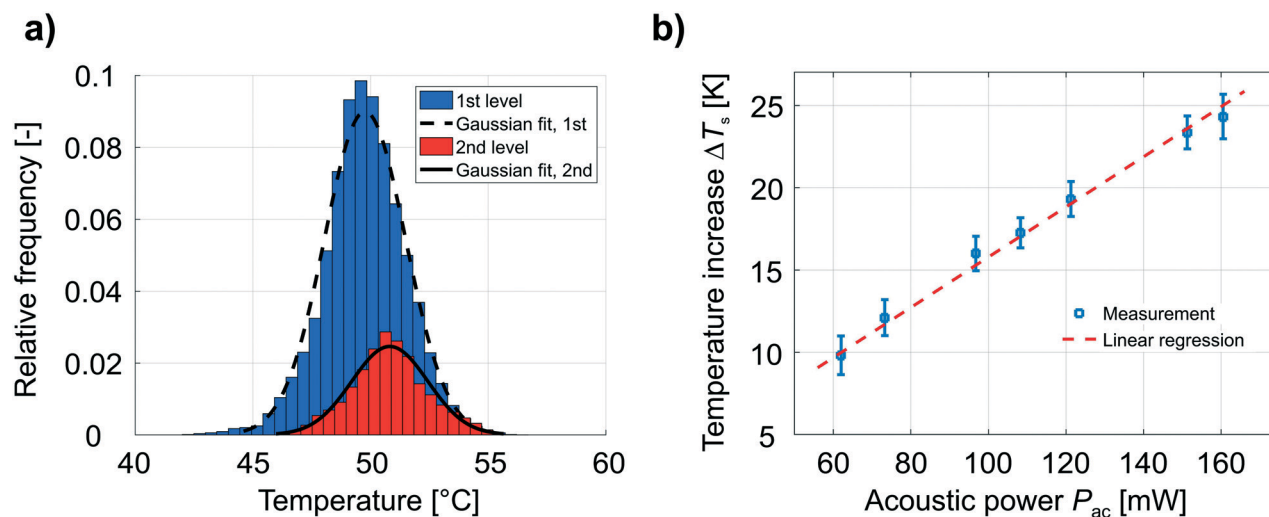 a)
Relative frequency [-]
0.1
0.08
0.06
0.04
0.02
0
40
45
50
55
60
Temperature [°C]
1st level
Gaussian fit, 1st
2nd level
Gaussian fit, 2nd
b)
Temperature increase ΔTs [K]
25
20
15
10
5
60
80
100
120
140
160
Acoustic power Pac [mW]
Measurement
Linear regression